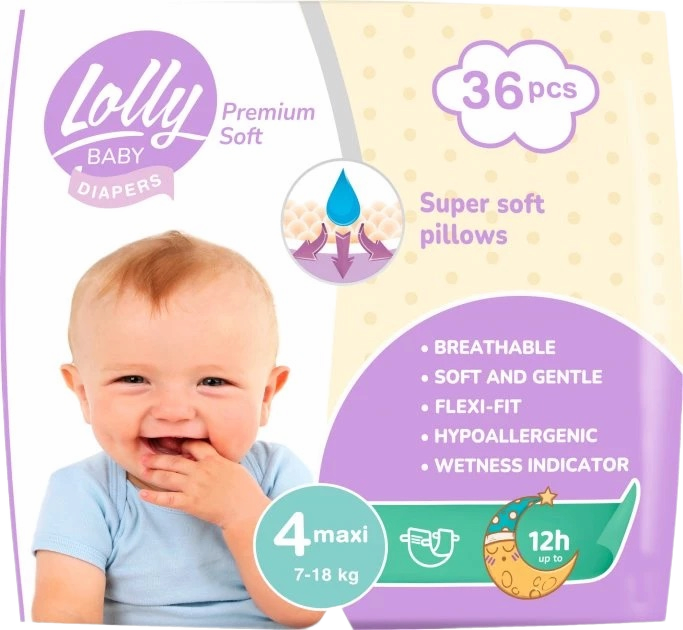 Lolly
BABY
DIAPERS
Premium
Soft
36 pcs
Super soft
pillows
• BREATHABLE
• SOFT AND GENTLE
• FLEXI-FIT
• HYPOALLERGENIC
• WETNESS INDICATOR
4 maxi
7-18 kg
12h
up to